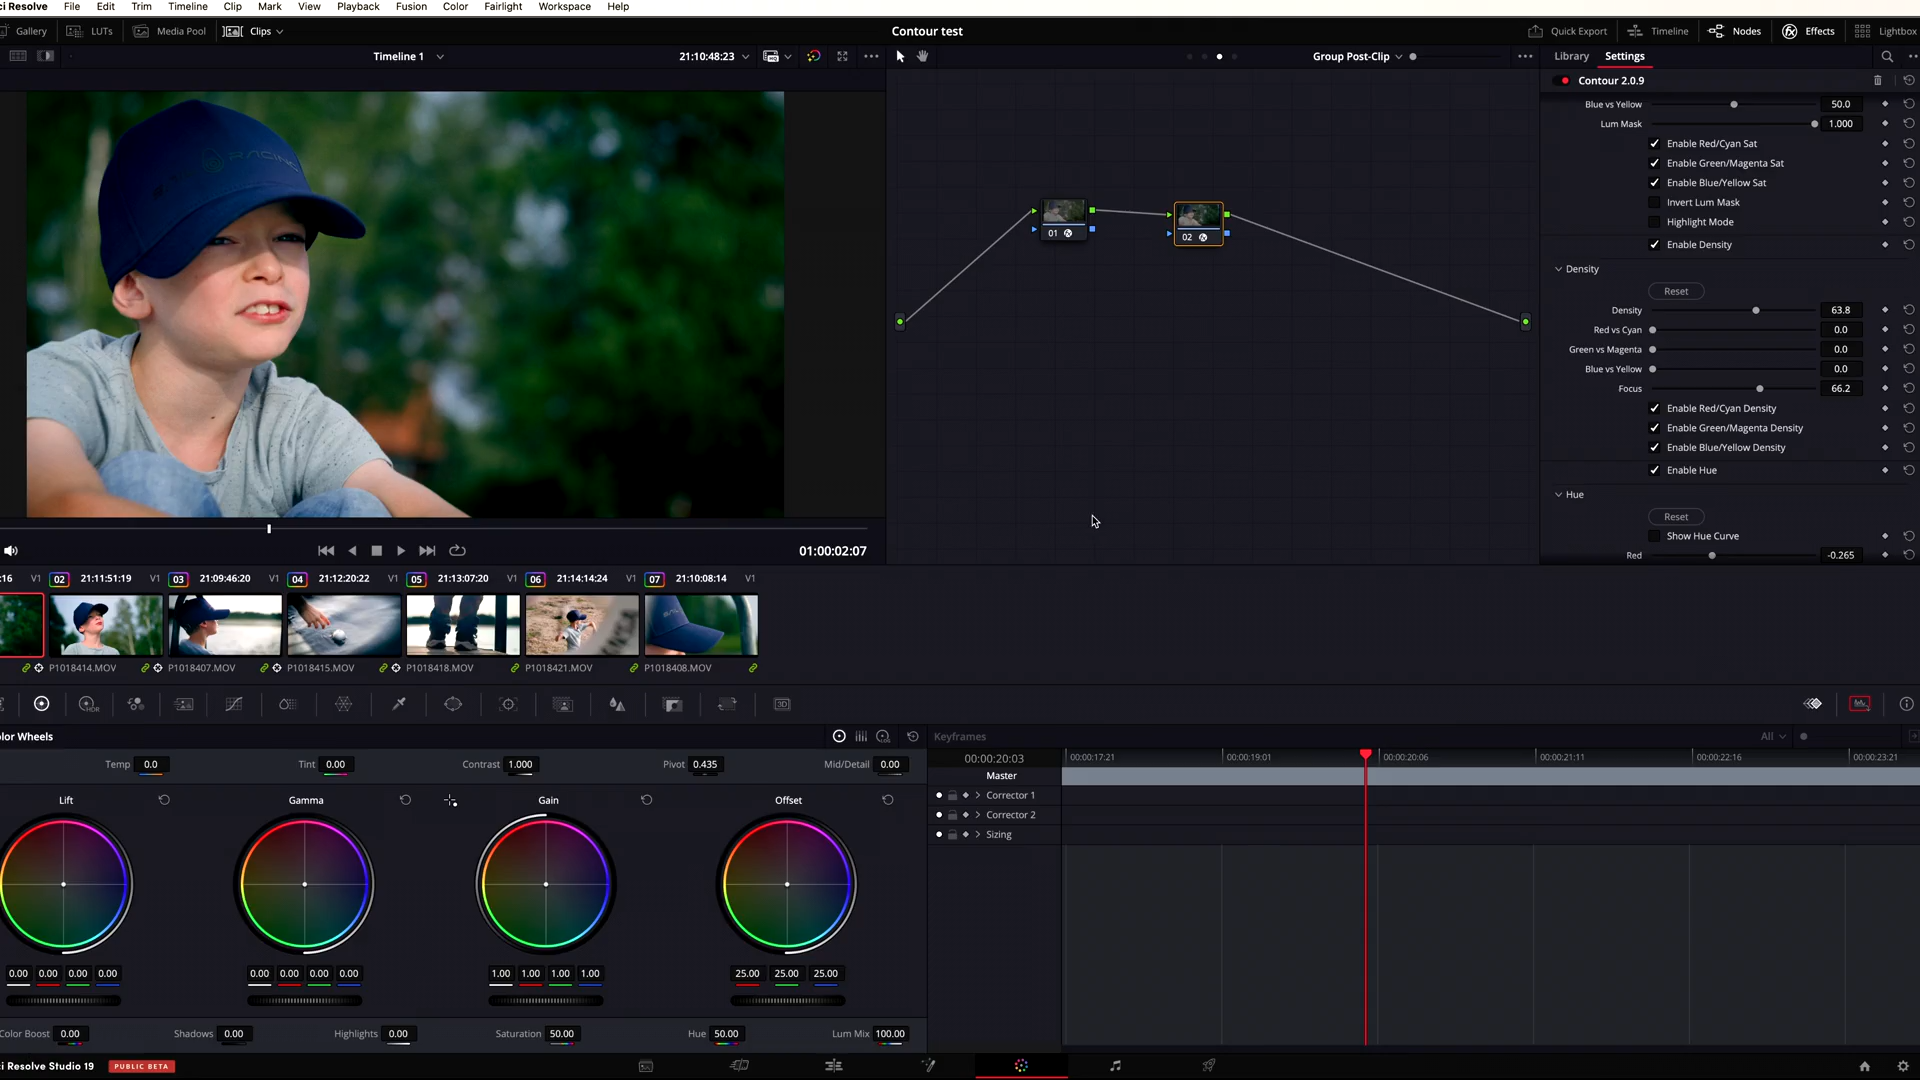 ci Resolve File Edit Trim Timeline Clip Mark View Playback Fusion Color Fairlight Workspace Help
Gallery LUTs Media Pool Clips Contour test Quick Export Timeline Nodes Effects Lightbox
Timeline 1 21:10:48:23 Group Post-Clip Library Settings
Contour 2.0.9
Blue vs Yellow 50.0
Lum Mask 1.000
Enable Red/Cyan Sat
Enable Green/Magenta Sat
Enable Blue/Yellow Sat
Invert Lum Mask
Highlight Mode
Enable Density
Density
Reset
Density 63.8
Red vs Cyan 0.0
Green vs Magenta 0.0
Blue vs Yellow 0.0
Focus 66.2
Enable Red/Cyan Density
Enable Green/Magenta Density
Enable Blue/Yellow Density
Enable Hue
Hue
Reset
Show Hue Curve
Red -0.265
RACING
01
02
01:00:02:07
:16 V1 02 21:11:51:19 V1 03 21:09:46:20 V1 04 21:12:20:22 V1 05 21:13:07:20 V1 06 21:14:14:24 V1 07 21:10:08:14 V1
P1018414.MOV P1018407.MOV P1018415.MOV P1018418.MOV P1018421.MOV P1018408.MOV
HDR 3D
olor Wheels
Temp 0.0 Tint 0.00 Contrast 1.000 Pivot 0.435 Mid/Detail 0.00
Lift Gamma Gain Offset
0.00 0.00 0.00 0.00 0.00 0.00 0.00 0.00 1.00 1.00 1.00 1.00 25.00 25.00 25.00
Color Boost 0.00 Shadows 0.00 Highlights 0.00 Saturation 50.00 Hue 50.00 Lum Mix 100.00
Keyframes All
00:00:20:03 00:00:17:21 00:00:19:01 00:00:20:06 00:00:21:11 00:00:22:16 00:00:23:21
Master
Corrector 1
Corrector 2
Sizing
ci Resolve Studio 19 PUBLIC BETA